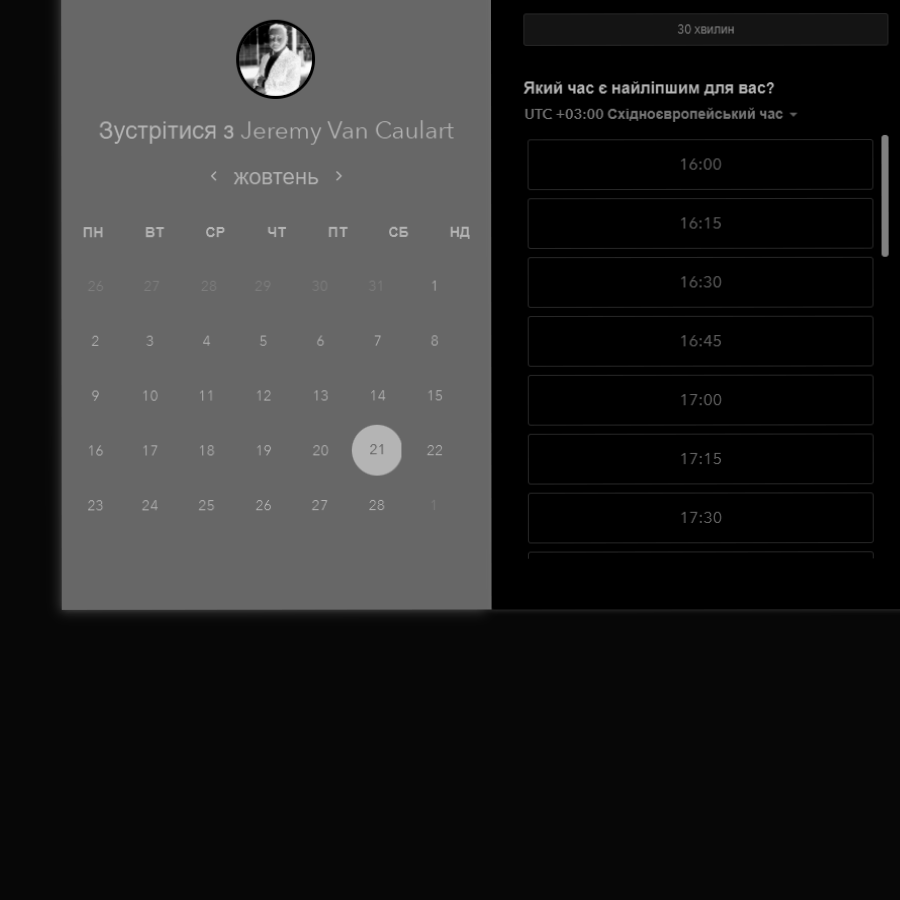 Зустрітися з Jeremy Van Caulart
жовтень
ПН ВТ СР ЧТ ПТ СБ НД
26 27 28 29 30 31 1
2 3 4 5 6 7 8
9 10 11 12 13 14 15
16 17 18 19 20 21 22
23 24 25 26 27 28 1
30 хвилин
Який час є найліпшим для вас?
UTC +03:00 Східноєвропейський час
16:00
16:15
16:30
16:45
17:00
17:15
17:30